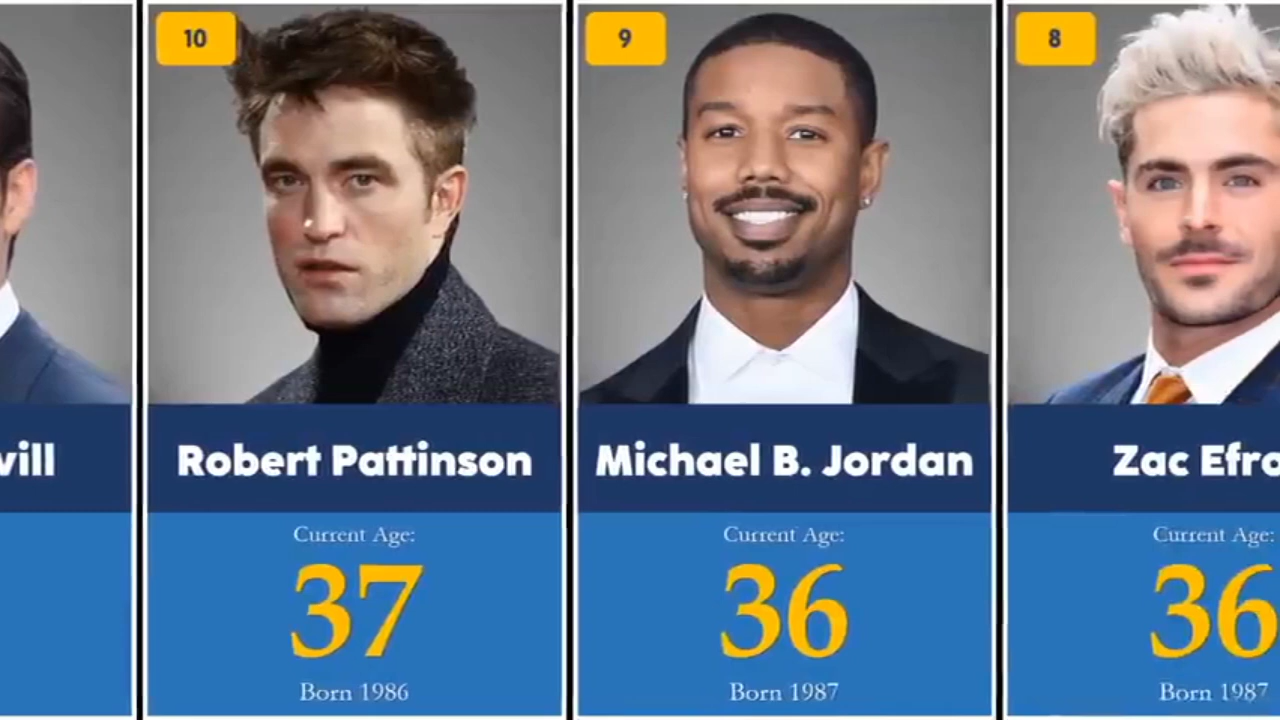 10
9
8
vill
Robert Pattinson
Michael B. Jordan
Zac Efro
Current Age:
37
Born 1986
Current Age:
36
Born 1987
Current Age:
36
Born 1987